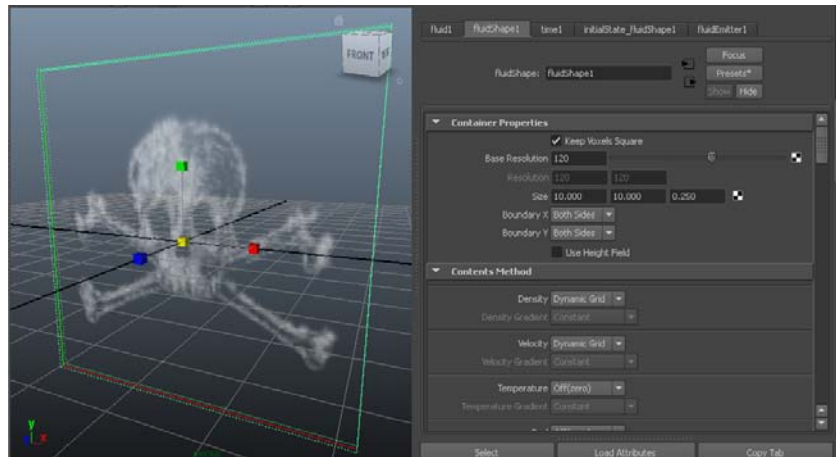 FRONT
y
x
fluid1 fluidShape1 time1 initialState_fluidShape1 fluidEmitter1
Focus
fluidShape: fluidShape1 Presets*
Show Hide
Container Properties
Keep Voxels Square
Base Resolution 120
Resolution 120 120
Size 10.000 10.000 0.250
Boundary X Both Sides
Boundary Y Both Sides
Use Height Field
Contents Method
Density Dynamic Grid
Density Gradient Constant
Velocity Dynamic Grid
Velocity Gradient Constant
Temperature Off(zero)
Temperature Gradient Constant
Select Load Attributes Copy Tab